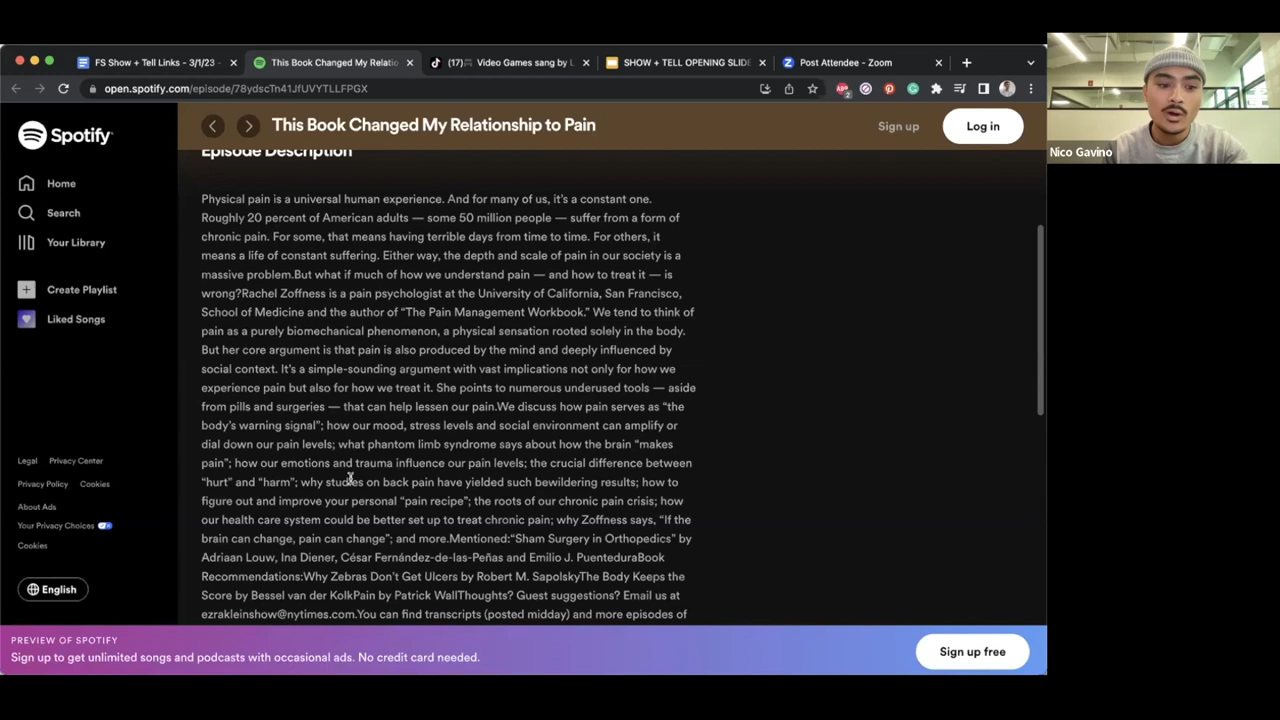 FS Show + Tell Links - 3/1/23 -
This Book Changed My Relatio
Video Games sang by L
SHOW + TELL OPENING SLIDE
Post Attendee - Zoom
open.spotify.com/episode/78ydscTn41JfUVYTLLFPGX
Spotify
Home
Search
Your Library
Create Playlist
Liked Songs
Legal Privacy Center
Privacy Policy Cookies
About Ads
Your Privacy Choices
Cookies
English
This Book Changed My Relationship to Pain
Sign up
Log in
Episode Description
Physical pain is a universal human experience. And for many of us, it's a constant one.
Roughly 20 percent of American adults — some 50 million people — suffer from a form of
chronic pain. For some, that means having terrible days from time to time. For others, it
means a life of constant suffering. Either way, the depth and scale of pain in our society is a
massive problem.But what if much of how we understand pain — and how to treat it — is
wrong?Rachel Zoffness is a pain psychologist at the University of California, San Francisco,
School of Medicine and the author of “The Pain Management Workbook.” We tend to think of
pain as a purely biomechanical phenomenon, a physical sensation rooted solely in the body.
But her core argument is that pain is also produced by the mind and deeply influenced by
social context. It's a simple-sounding argument with vast implications not only for how we
experience pain but also for how we treat it. She points to numerous underused tools — aside
from pills and surgeries — that can help lessen our pain.We discuss how pain serves as “the
body's warning signal”; how our mood, stress levels and social environment can amplify or
dial down our pain levels; what phantom limb syndrome says about how the brain “makes
pain”; how our emotions and trauma influence our pain levels; the crucial difference between
“hurt” and “harm”; why studies on back pain have yielded such bewildering results; how to
figure out and improve your personal “pain recipe”; the roots of our chronic pain crisis; how
our health care system could be better set up to treat chronic pain; why Zoffness says, “If the
brain can change, pain can change”; and more.Mentioned:“Sham Surgery in Orthopedics” by
Adriaan Louw, Ina Diener, César Fernández-de-las-Peñas and Emilio J. PuenteduraBook
Recommendations:Why Zebras Don't Get Ulcers by Robert M. SapolskyThe Body Keeps the
Score by Bessel van der KolkPain by Patrick WallThoughts? Guest suggestions? Email us at
ezrakleinshow@nytimes.com.You can find transcripts (posted midday) and more episodes of
PREVIEW OF SPOTIFY
Sign up to get unlimited songs and podcasts with occasional ads. No credit card needed.
Sign up free
Nico Gavino